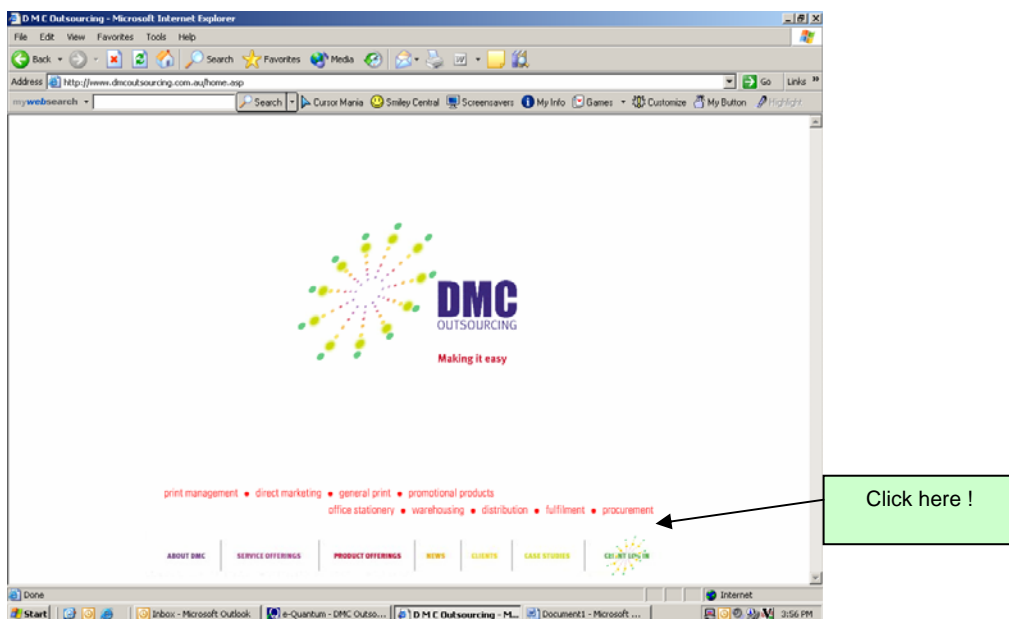 D M C Outsourcing - Microsoft Internet Explorer
File Edit View Favorites Tools Help
Back Search Favorites Media
Address http://www.dmcoutsourcing.com.au/home.asp Go Links »
mywebsearch Search Cursor Mania Smiley Central Screensavers My Info Games Customize My Button Highlight
DMC
OUTSOURCING
Making it easy
print management • direct marketing • general print • promotional products
office stationery • warehousing • distribution • fulfilment • procurement
Click here !
ABOUT DMC SERVICE OFFERINGS PRODUCT OFFERINGS NEWS CLIENTS CASE STUDIES CLIENT LOG IN
Done Internet
Start Inbox - Microsoft Outlook e-Quantum - DMC Outso... D M C Outsourcing - M... Document1 - Microsoft ... 3:56 PM